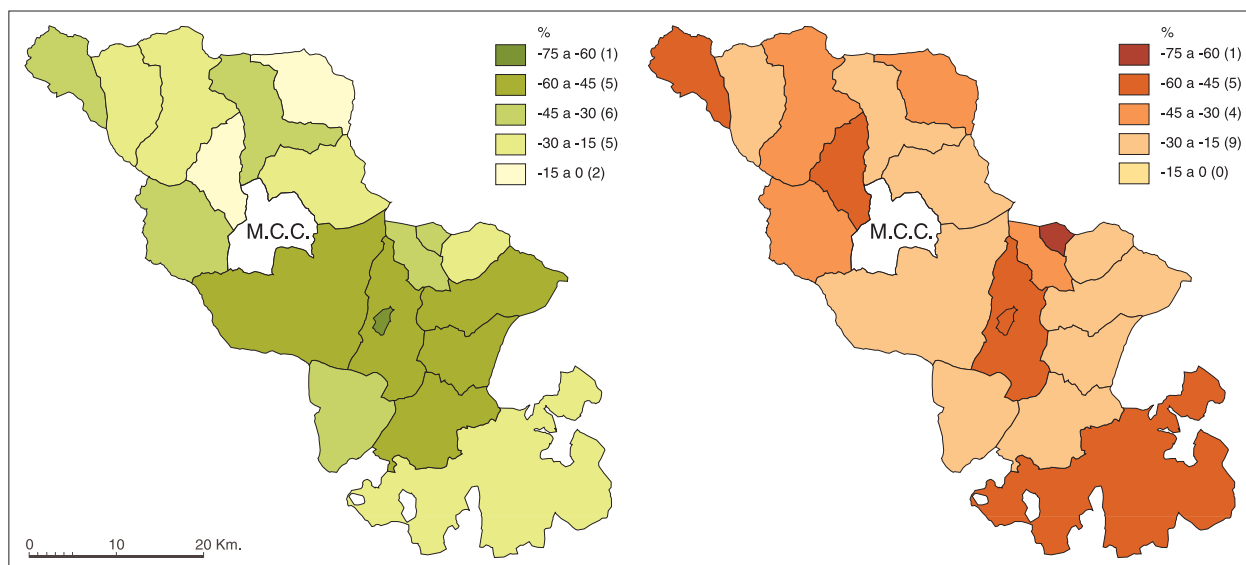 %
-75 a -60 (1)
-60 a -45 (5)
-45 a -30 (6)
-30 a -15 (5)
-15 a 0 (2)
M.C.C.
0 10 20 Km.
%
-75 a -60 (1)
-60 a -45 (5)
-45 a -30 (4)
-30 a -15 (9)
-15 a 0 (0)
M.C.C.